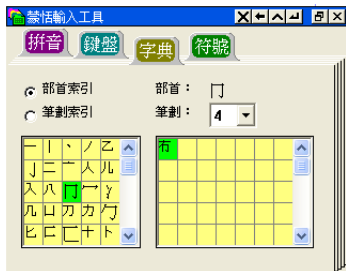 蒙恬輸入工具
拼音 鍵盤 字典 符號
部首索引 部首： 冂
筆劃索引 筆劃： 4
一 丨 丶 丿 乙 冇
亅 二 亠 人 儿
入 八 冂 冖 冫
几 凵 刀 力 勹
匕 匚 匸 十 卜